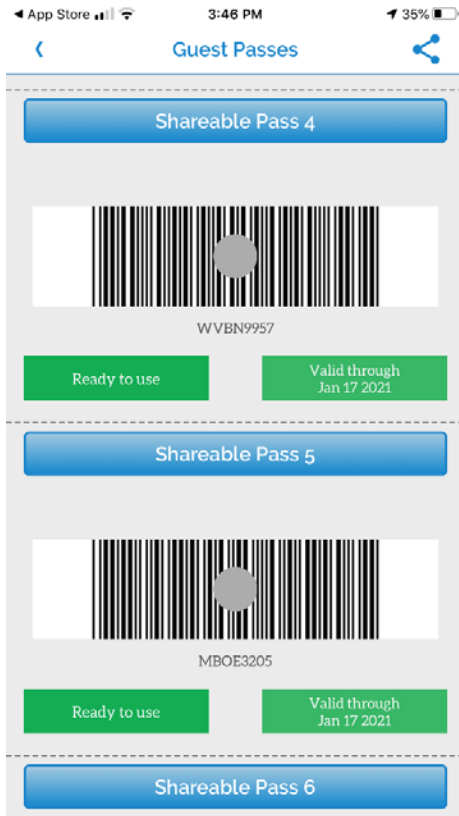 App Store
3:46 PM
35%
Guest Passes
Shareable Pass 4
WVBN9957
Ready to use
Valid through
Jan 17 2021
Shareable Pass 5
MBOE3205
Ready to use
Valid through
Jan 17 2021
Shareable Pass 6